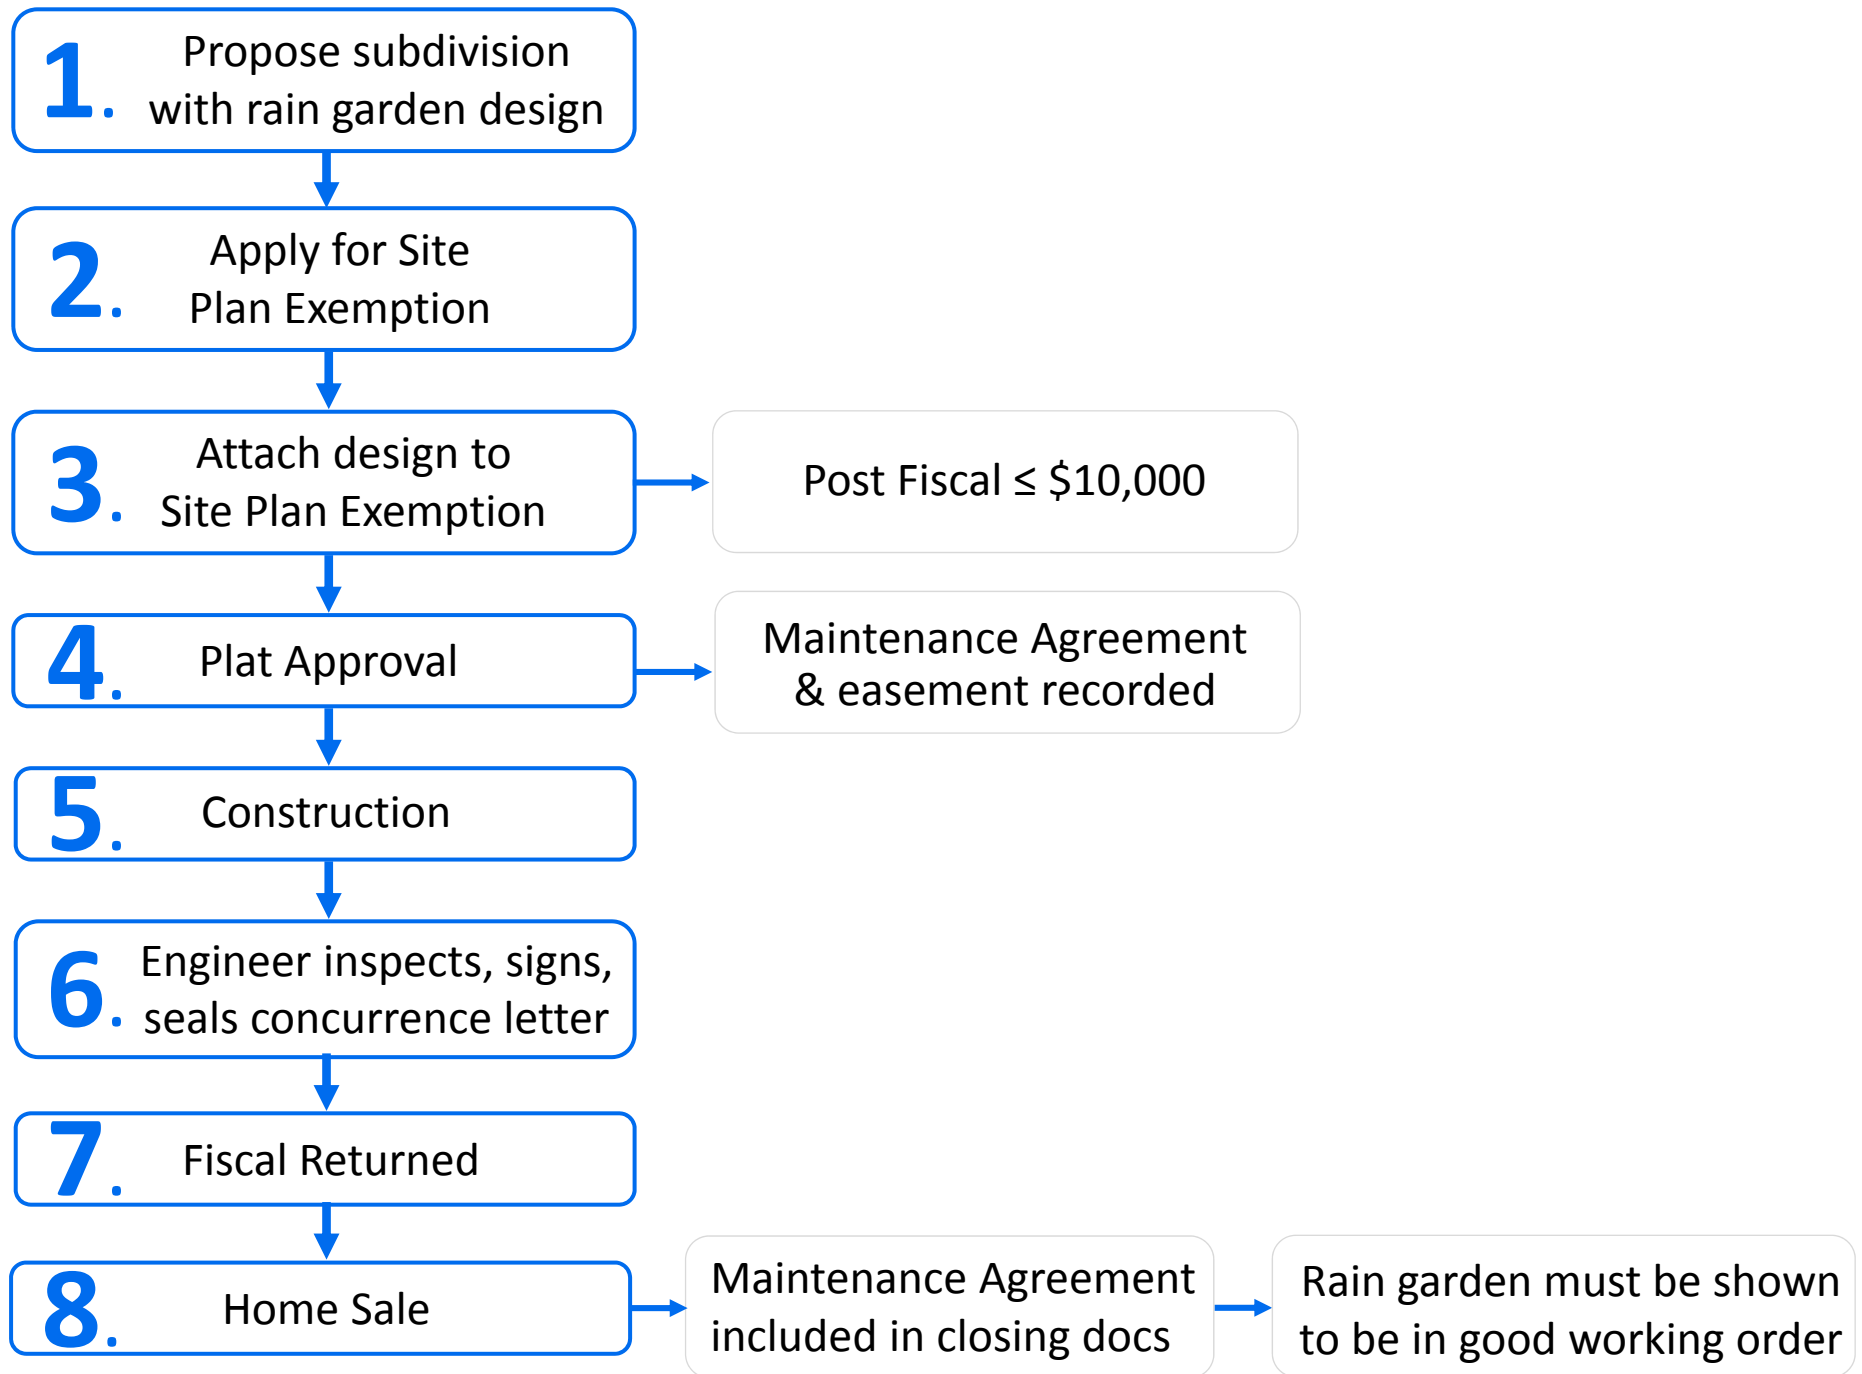 1. Propose subdivision
with rain garden design
2. Apply for Site
Plan Exemption
3. Attach design to
Site Plan Exemption
Post Fiscal ≤ $10,000
4. Plat Approval
Maintenance Agreement
& easement recorded
5. Construction
6. Engineer inspects, signs,
seals concurrence letter
7. Fiscal Returned
8. Home Sale
Maintenance Agreement
included in closing docs
Rain garden must be shown
to be in good working order